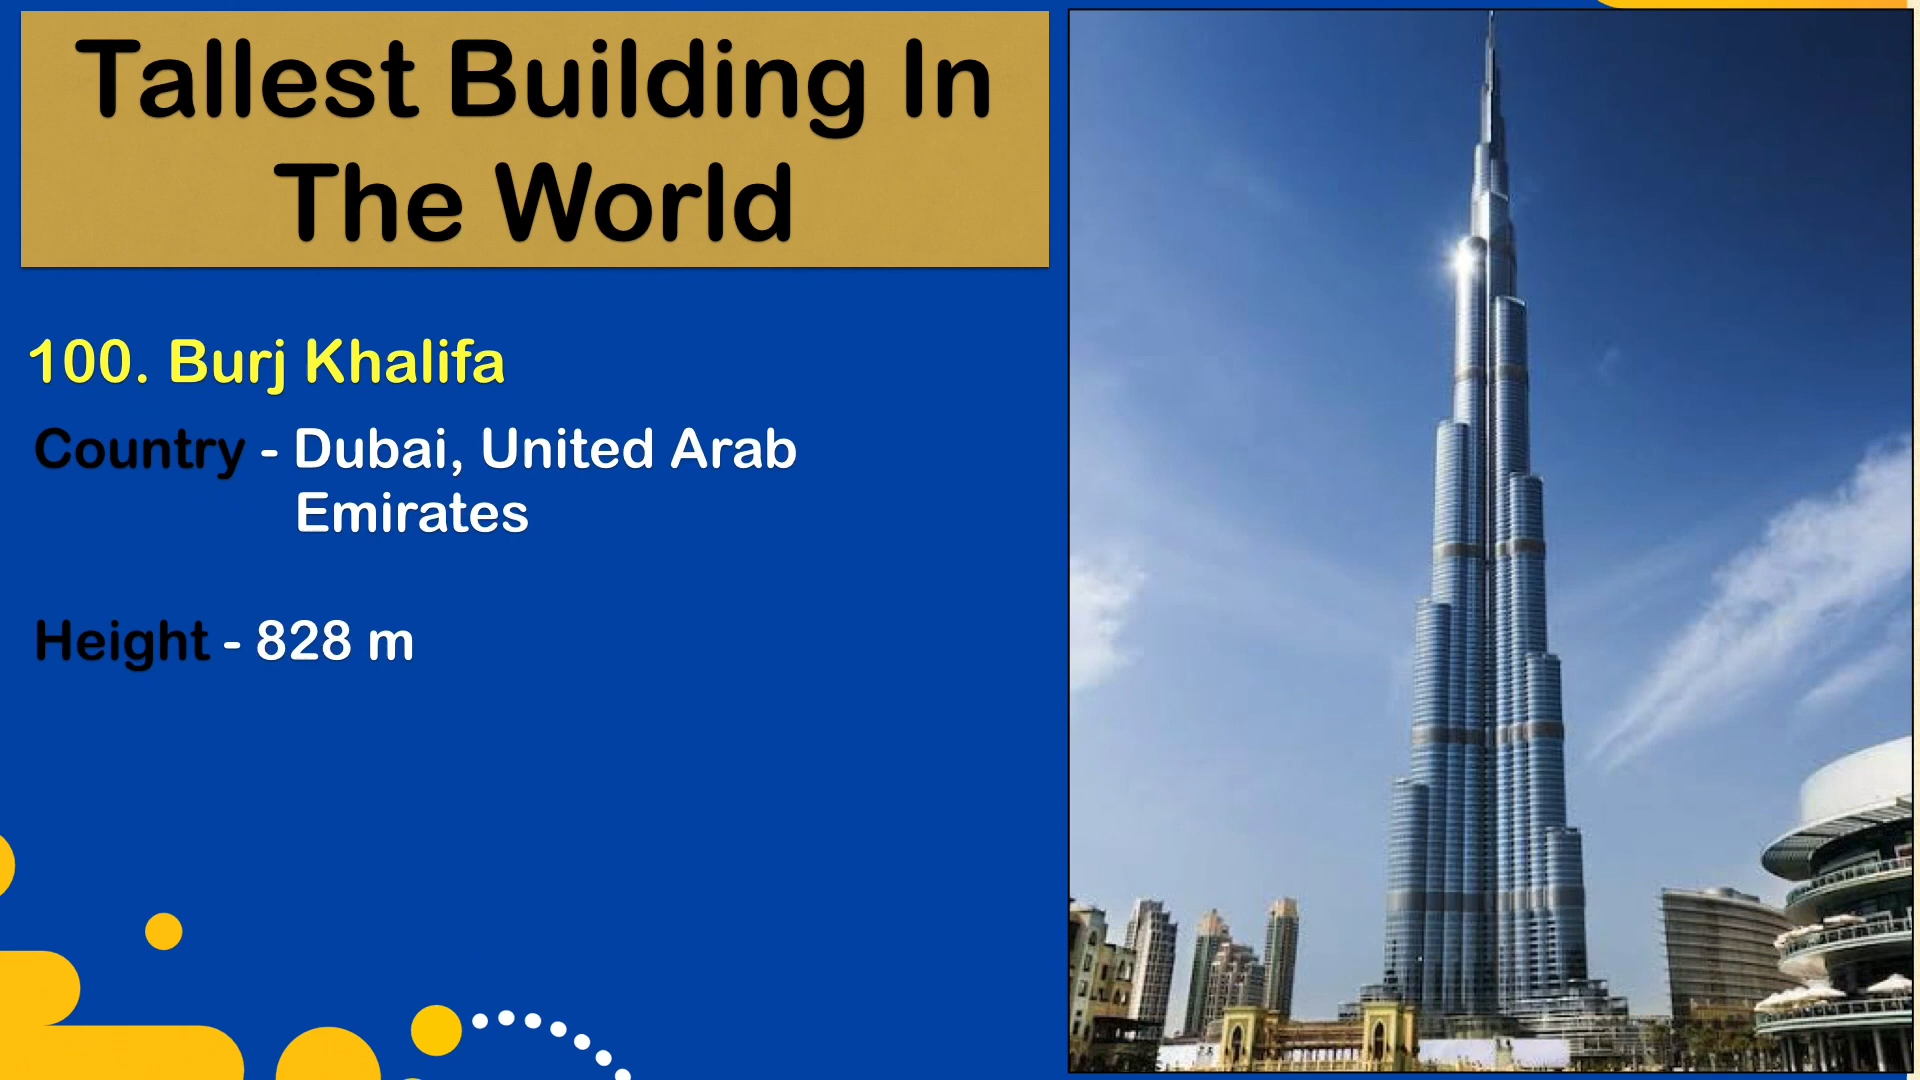 Tallest Building In
The World
100. Burj Khalifa
Country - Dubai, United Arab
Emirates
Height - 828 m